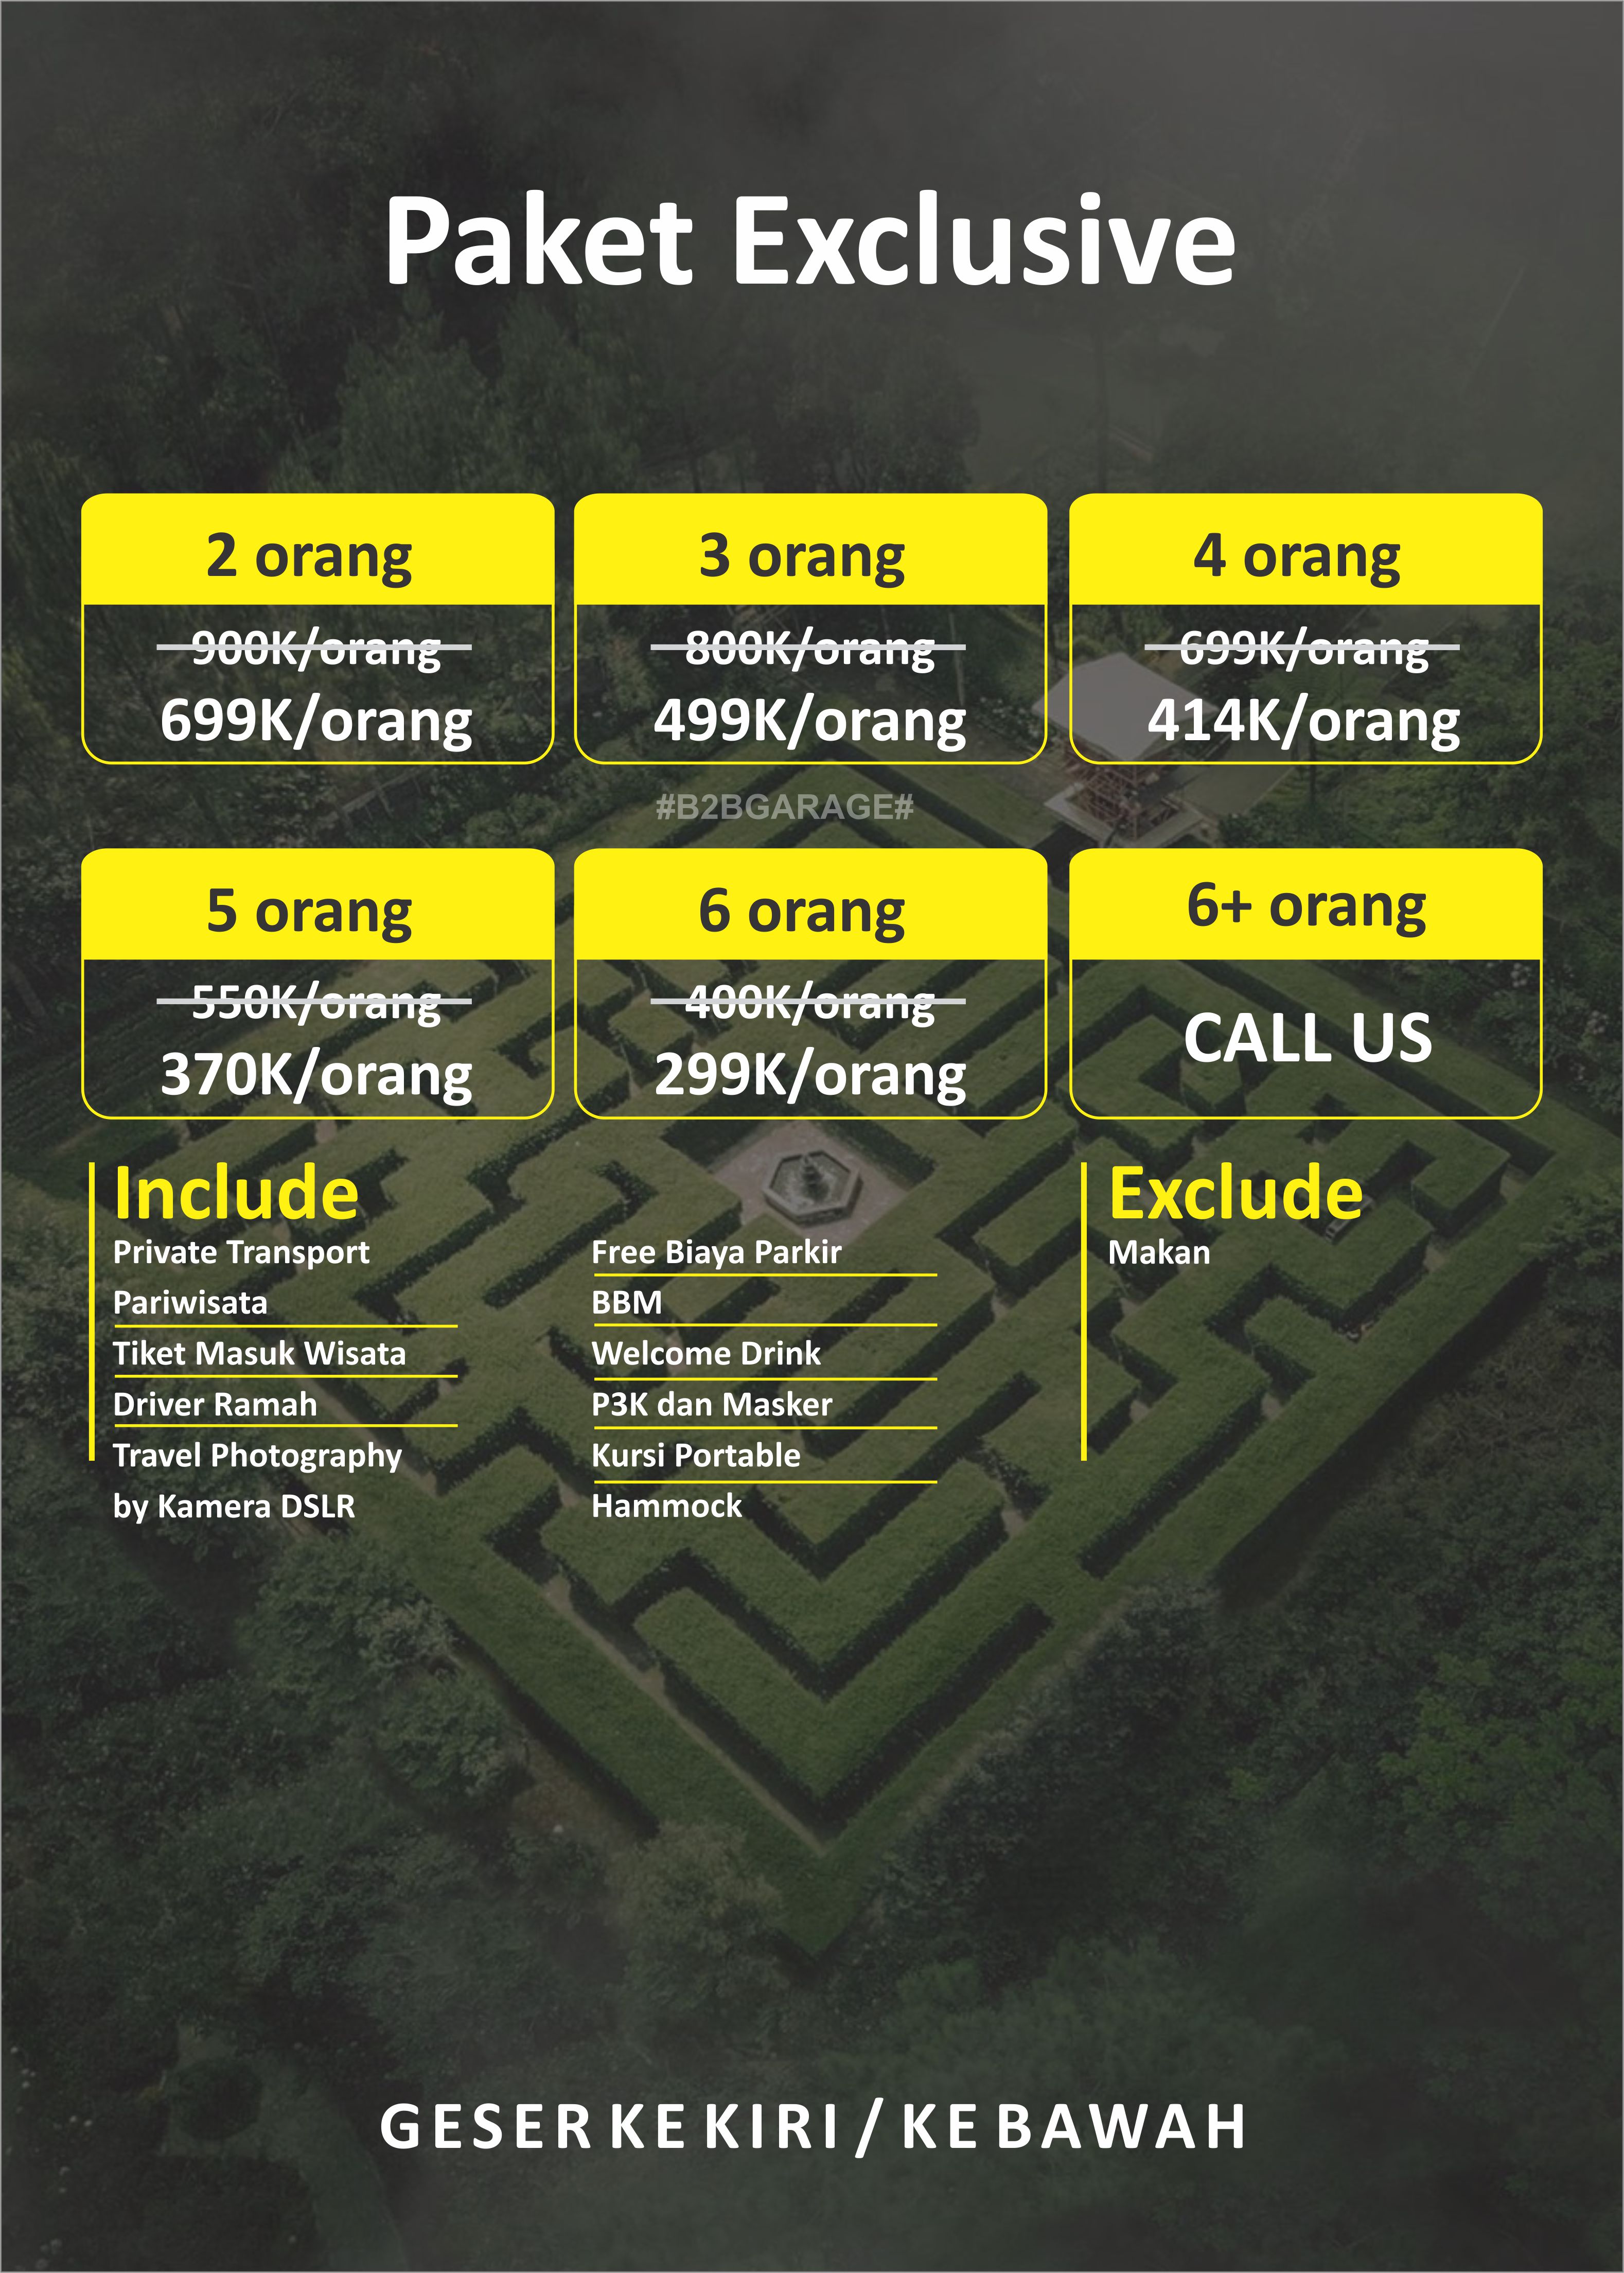 Paket Exclusive
2 orang
900K/orang
699K/orang
3 orang
800K/orang
499K/orang
4 orang
699K/orang
414K/orang
#B2BGARAGE#
5 orang
550K/orang
370K/orang
6 orang
400K/orang
299K/orang
6+ orang
CALL US
Include
Private Transport
Pariwisata
Tiket Masuk Wisata
Driver Ramah
Travel Photography
by Kamera DSLR
Free Biaya Parkir
BBM
Welcome Drink
P3K dan Masker
Kursi Portable
Hammock
Exclude
Makan
GESER KE KIRI / KE BAWAH